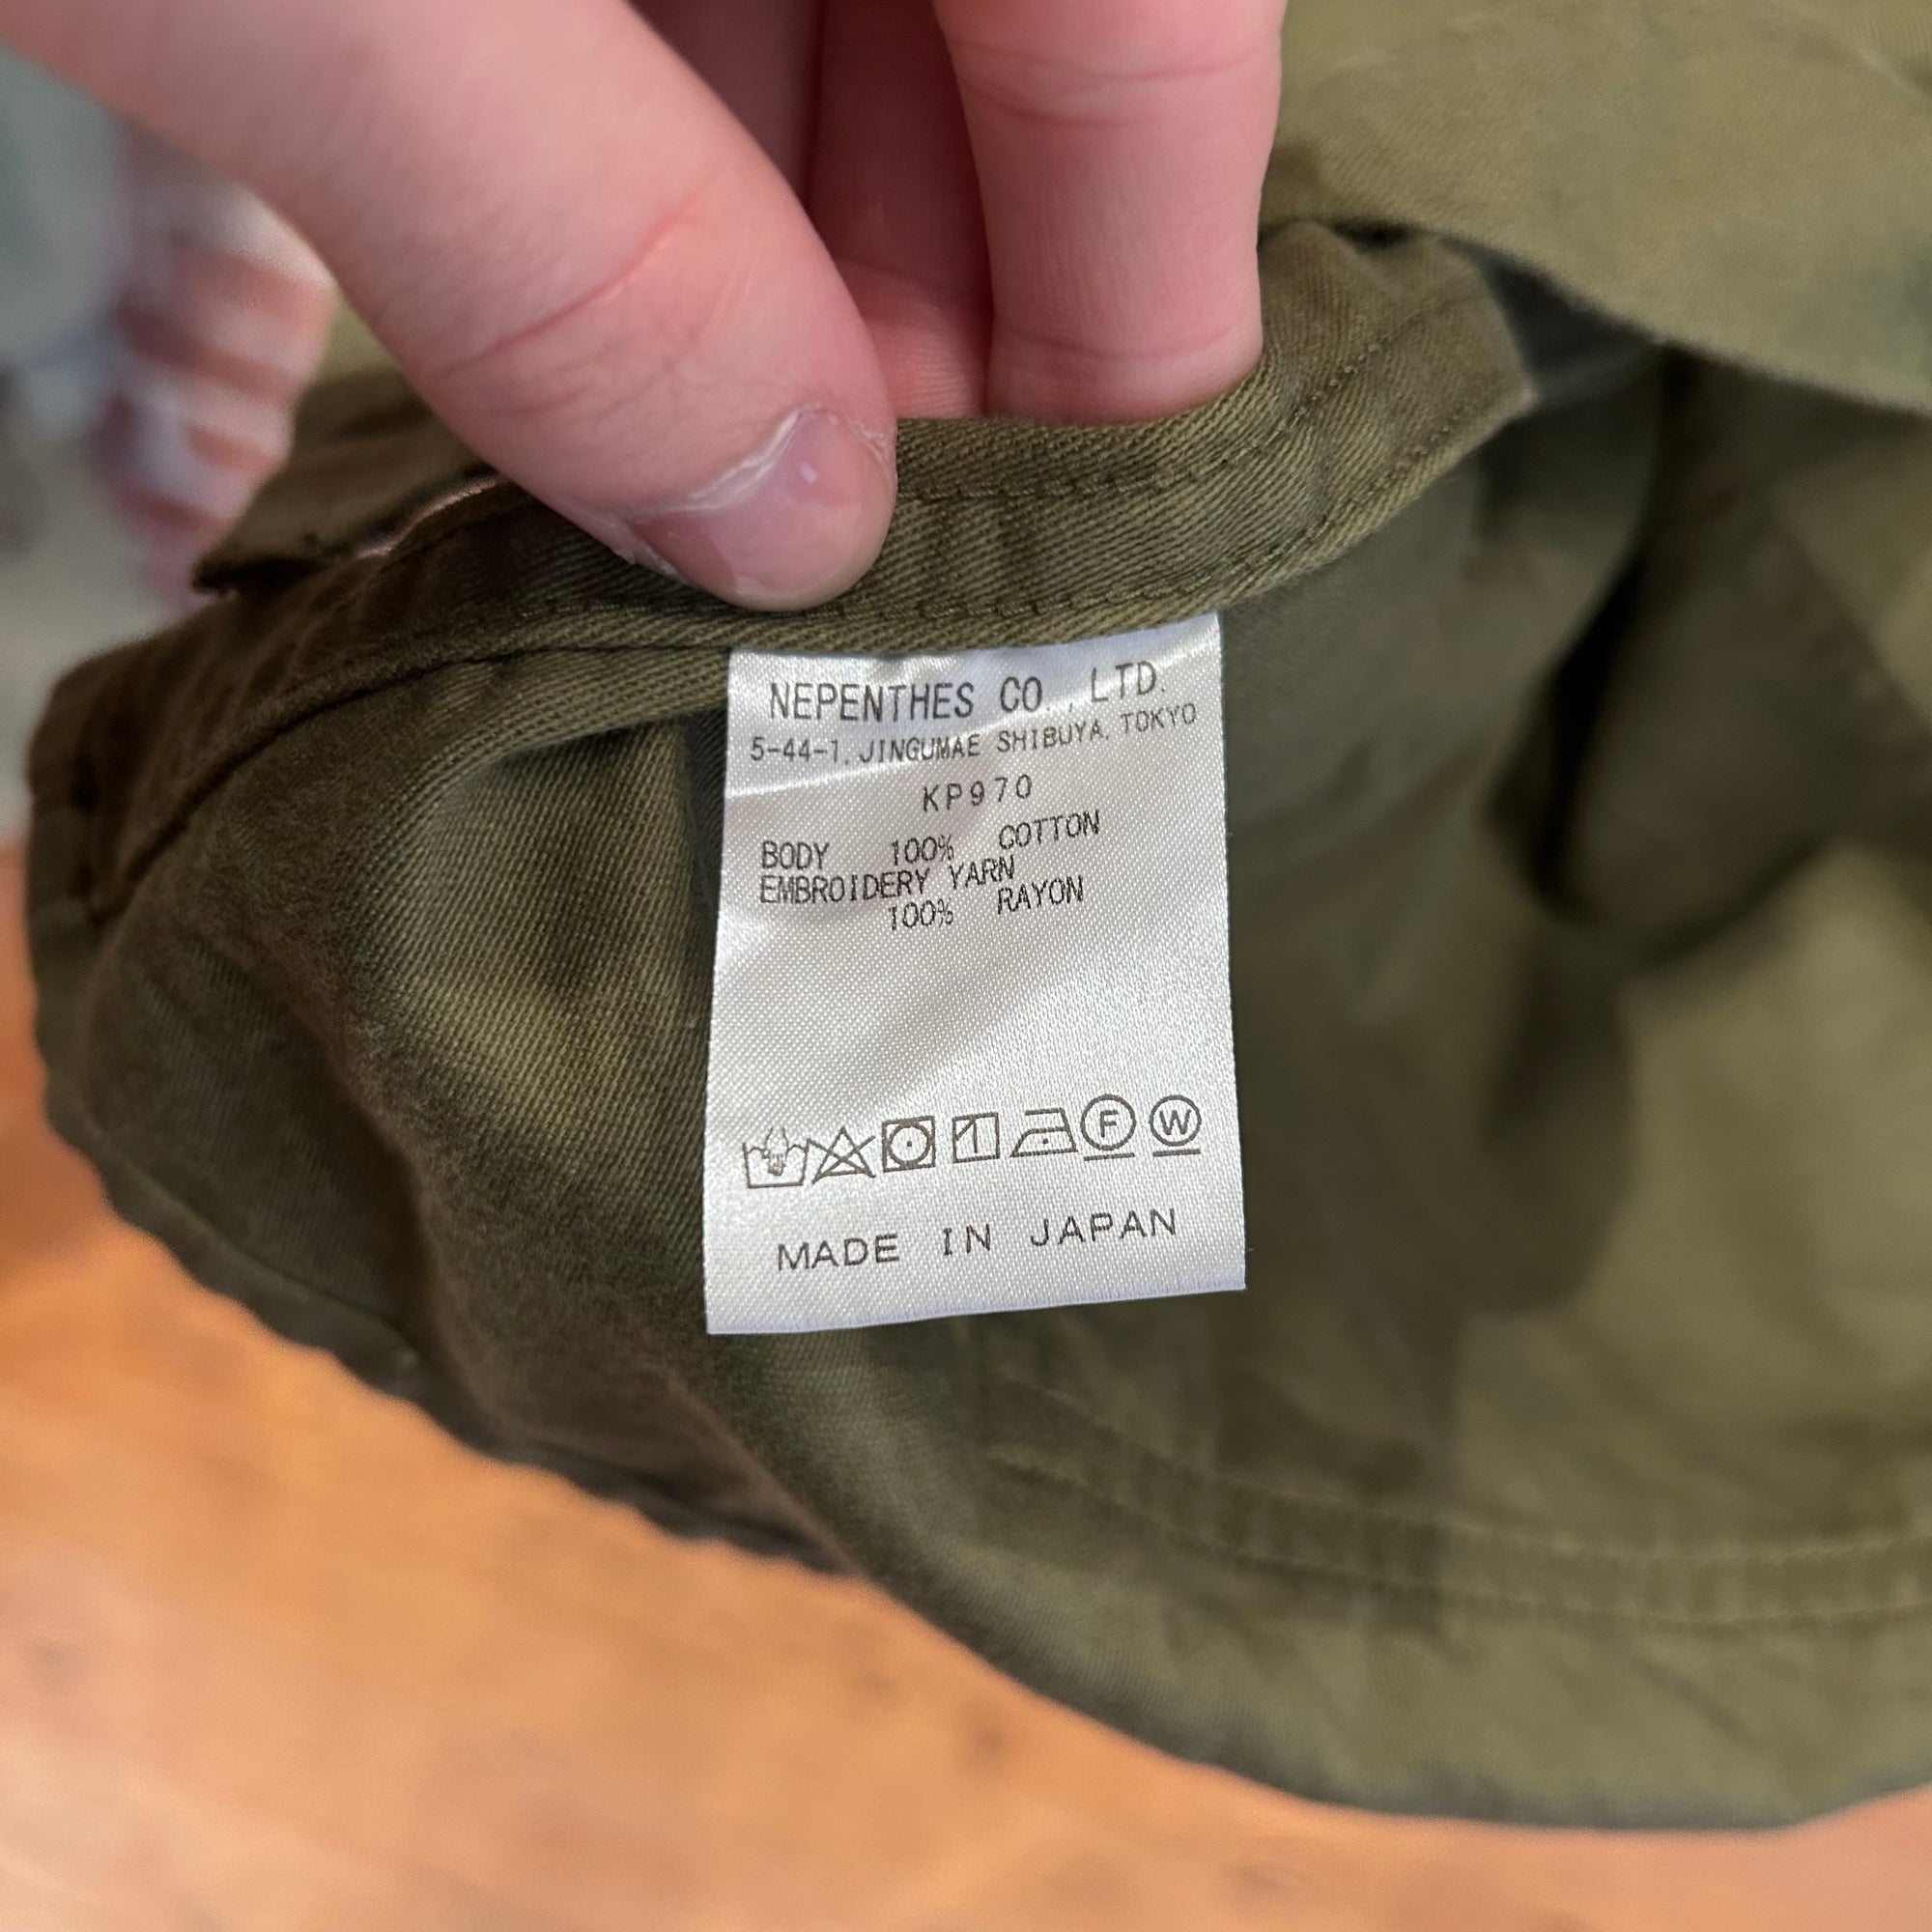 NEPENTHES CO., LTD.
5-44-1, JINGUMAE SHIBUYA, TOKYO
KP970
BODY 100% COTTON
EMBROIDERY YARN
100% RAYON
1 F W
MADE IN JAPAN